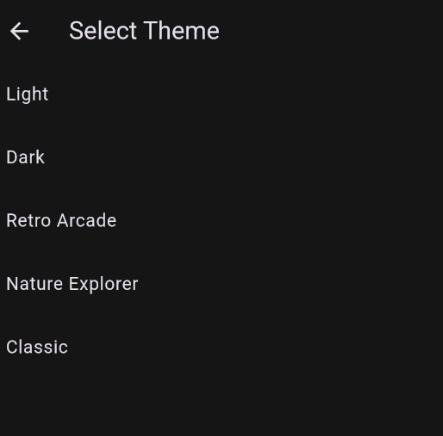 Select Theme
Light
Dark
Retro Arcade
Nature Explorer
Classic